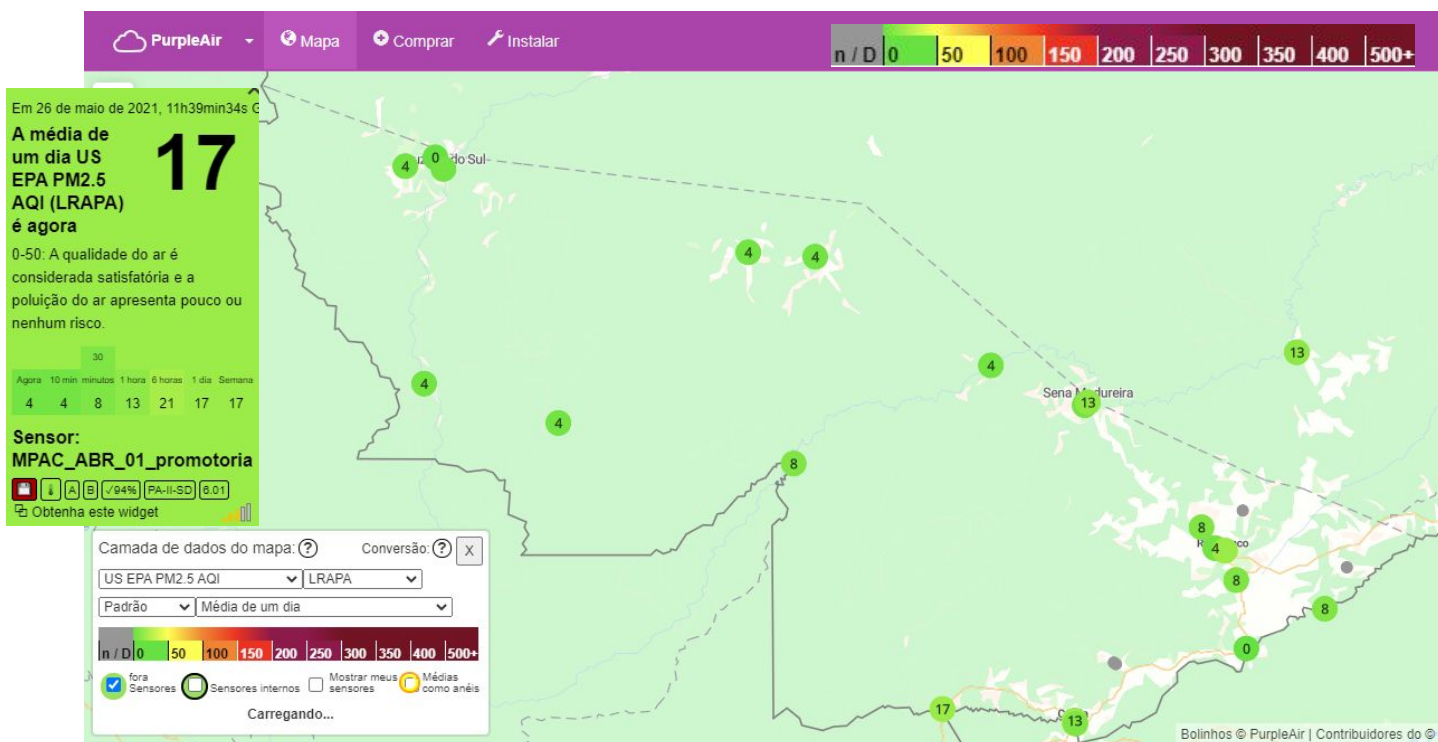 PurpleAir Mapa Comprar Instalar
n / D 0 50 100 150 200 250 300 350 400 500+
Em 26 de maio de 2021, 11h39min34s G
A média de
um dia US
EPA PM2.5
AQI (LRAPA)
é agora
17
0-50: A qualidade do ar é
considerada satisfatória e a
poluição do ar apresenta pouco ou
nenhum risco.
30
Agora 10 min minutos 1 hora 6 horas 1 dia Semana
4 4 8 13 21 17 17
Sensor:
MPAC_ABR_01_promotoria
A B √94% PA-II-SD 6.01
Obtenha este widget
4 0 do Sul
4 4
13
4
4
Sena Madureira
13
4
8
8
4
8
8
0
17
13
Camada de dados do mapa: ? Conversão: ? X
US EPA PM2.5 AQI LRAPA
Padrão Média de um dia
n / D 0 50 100 150 200 250 300 350 400 500+
fora
Sensores
Sensores internos
Mostrar meus
sensores
Médias
como anéis
Carregando...
Bolinhos © PurpleAir | Contribuidores do ©